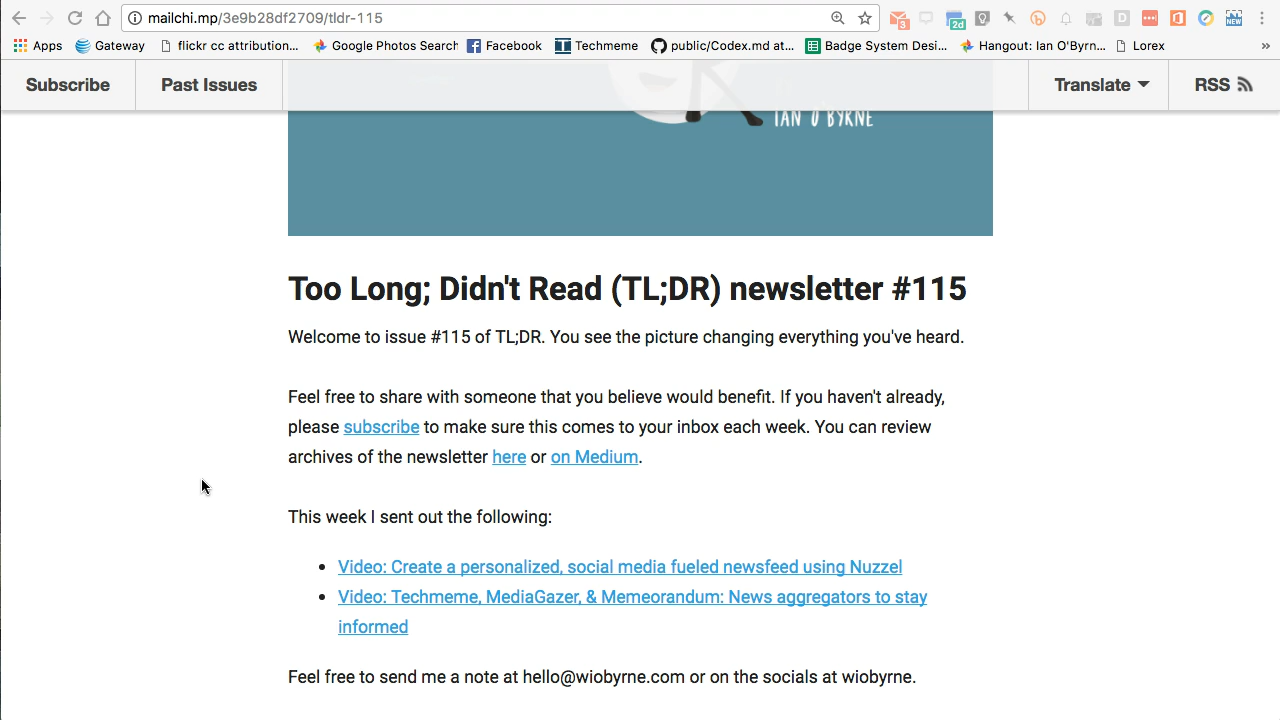 mailchi.mp/3e9b28df2709/tldr-115
3
2d
NEW
Apps Gateway flickr cc attributon... Google Photos Search Facebook Techmeme public/Codex.md at... Badge System Desi... Hangout: Ian O'Byrn... Lorex »
Subscribe Past Issues Translate RSS
IAN O'BYRNE
Too Long; Didn't Read (TL;DR) newsletter #115
Welcome to issue #115 of TL;DR. You see the picture changing everything you've heard.
Feel free to share with someone that you believe would benefit. If you haven't already,
please subscribe to make sure this comes to your inbox each week. You can review
archives of the newsletter here or on Medium.
This week I sent out the following:
• Video: Create a personalized, social media fueled newsfeed using Nuzzel
• Video: Techmeme, MediaGazer, & Memeorandum: News aggregators to stay
informed
Feel free to send me a note at hello@wiobyrne.com or on the socials at wiobyrne.